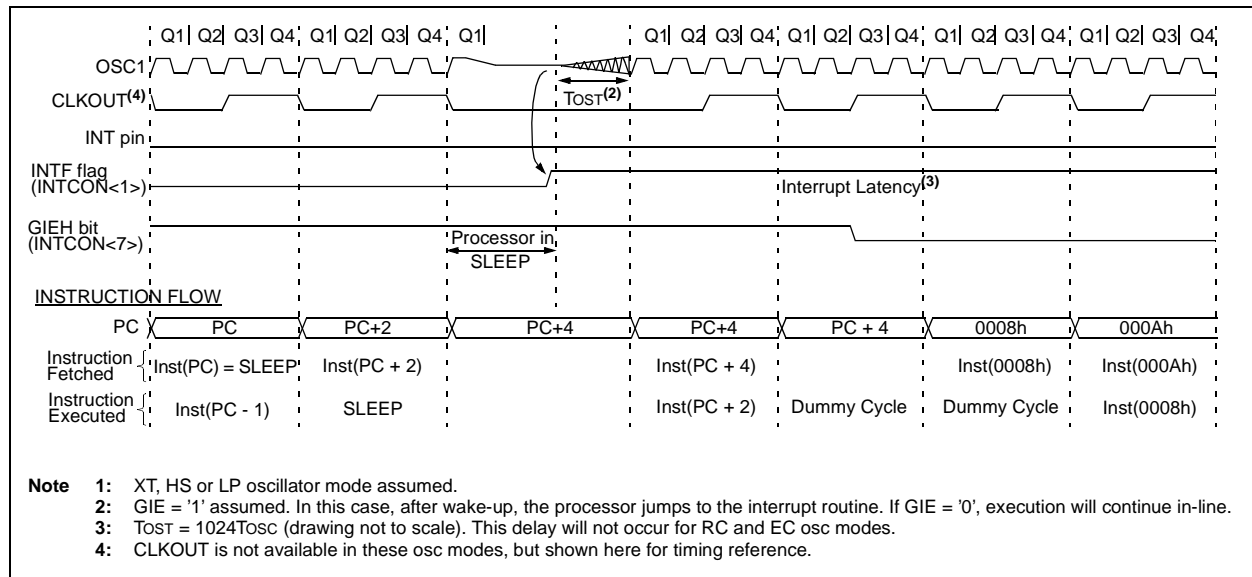 Q1 Q2 Q3 Q4 Q1 Q2 Q3 Q4 Q1 Q1 Q2 Q3 Q4 Q1 Q2 Q3 Q4 Q1 Q2 Q3 Q4 Q1 Q2 Q3 Q4
OSC1
CLKOUT(4) TOST(2)
INT pin
INTF flag
(INTCON<1>) Interrupt Latency(3)
GIEH bit
(INTCON<7>) Processor in
SLEEP
INSTRUCTION FLOW
PC PC PC+2 PC+4 PC+4 PC + 4 0008h 000Ah
Instruction
Fetched Inst(PC) = SLEEP Inst(PC + 2) Inst(PC + 4) Inst(0008h) Inst(000Ah)
Instruction
Executed Inst(PC - 1) SLEEP Inst(PC + 2) Dummy Cycle Dummy Cycle Inst(0008h)
Note 1: XT, HS or LP oscillator mode assumed.
2: GIE = '1' assumed. In this case, after wake-up, the processor jumps to the interrupt routine. If GIE = '0', execution will continue in-line.
3: TOST = 1024TOSC (drawing not to scale). This delay will not occur for RC and EC osc modes.
4: CLKOUT is not available in these osc modes, but shown here for timing reference.